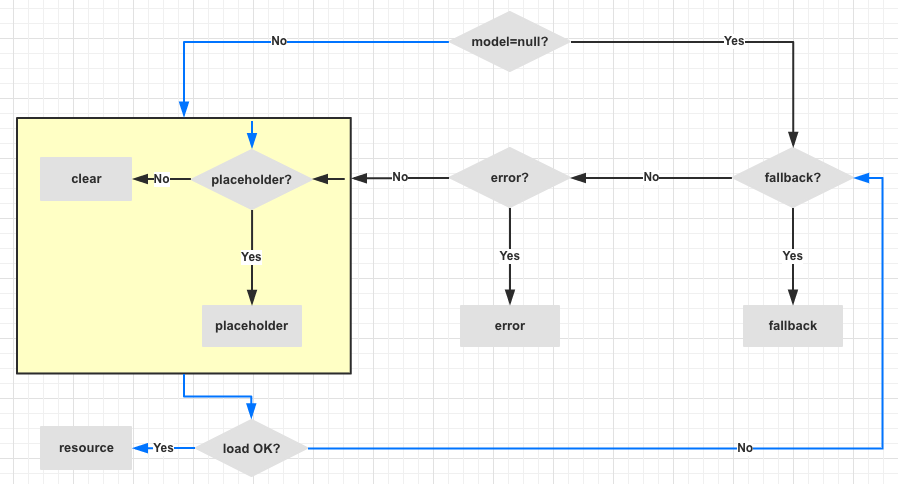 model=null?
No
Yes
clear
No
placeholder?
No
error?
No
fallback?
Yes
Yes
Yes
placeholder
error
fallback
resource
Yes
load OK?
No